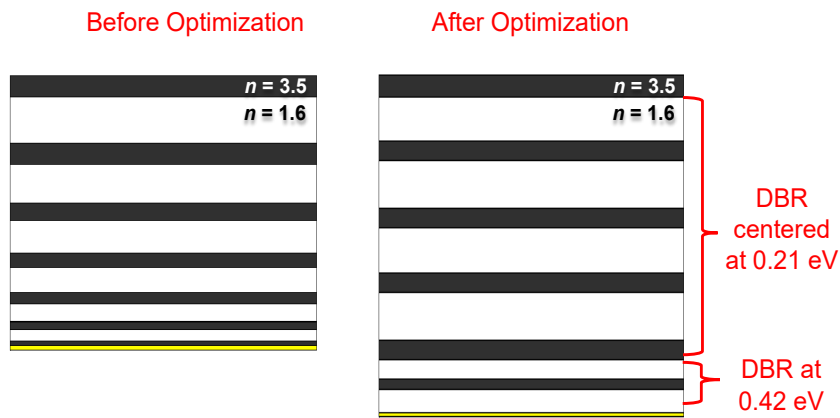 Before Optimization
After Optimization
n = 3.5
n = 1.6
n = 3.5
n = 1.6
DBR
centered
at 0.21 eV
DBR at
0.42 eV